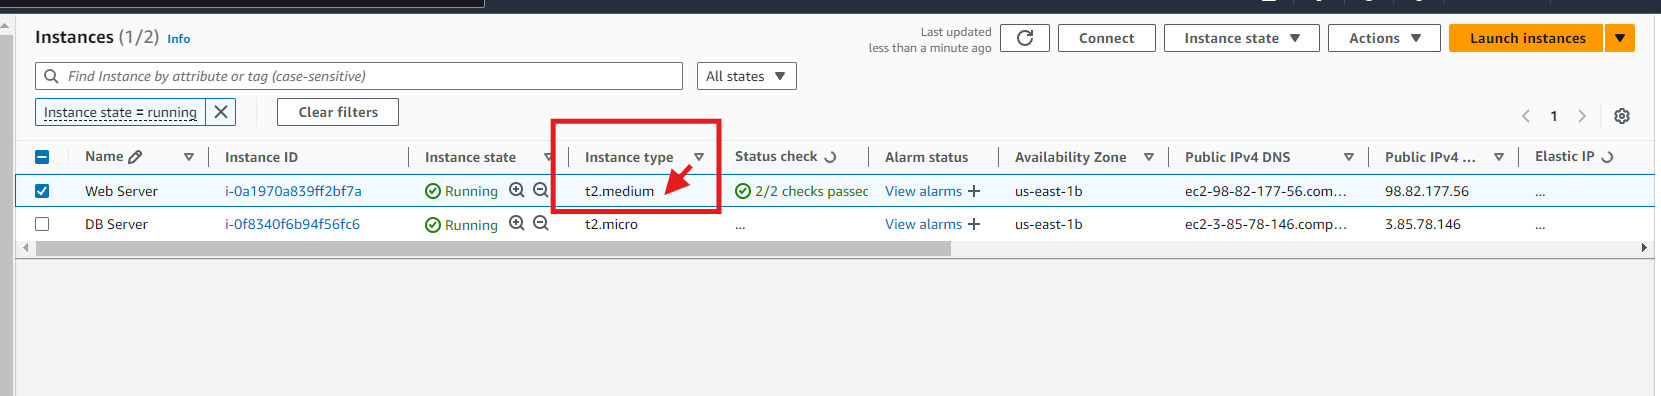 Instances (1/2) Info
Last updated
less than a minute ago
Connect
Instance state
Actions
Launch instances
Find Instance by attribute or tag (case-sensitive)
All states
Instance state = running
Clear filters
1
Name Instance ID Instance state Instance type Status check Alarm status Availability Zone Public IPv4 DNS Public IPv4 ... Elastic IP
Web Server i-0a1970a839ff2bf7a Running t2.medium 2/2 checks passec View alarms + us-east-1b ec2-98-82-177-56.com... 98.82.177.56 ...
DB Server i-0f8340f6b94f56fc6 Running t2.micro ... View alarms + us-east-1b ec2-3-85-78-146.comp... 3.85.78.146 ...